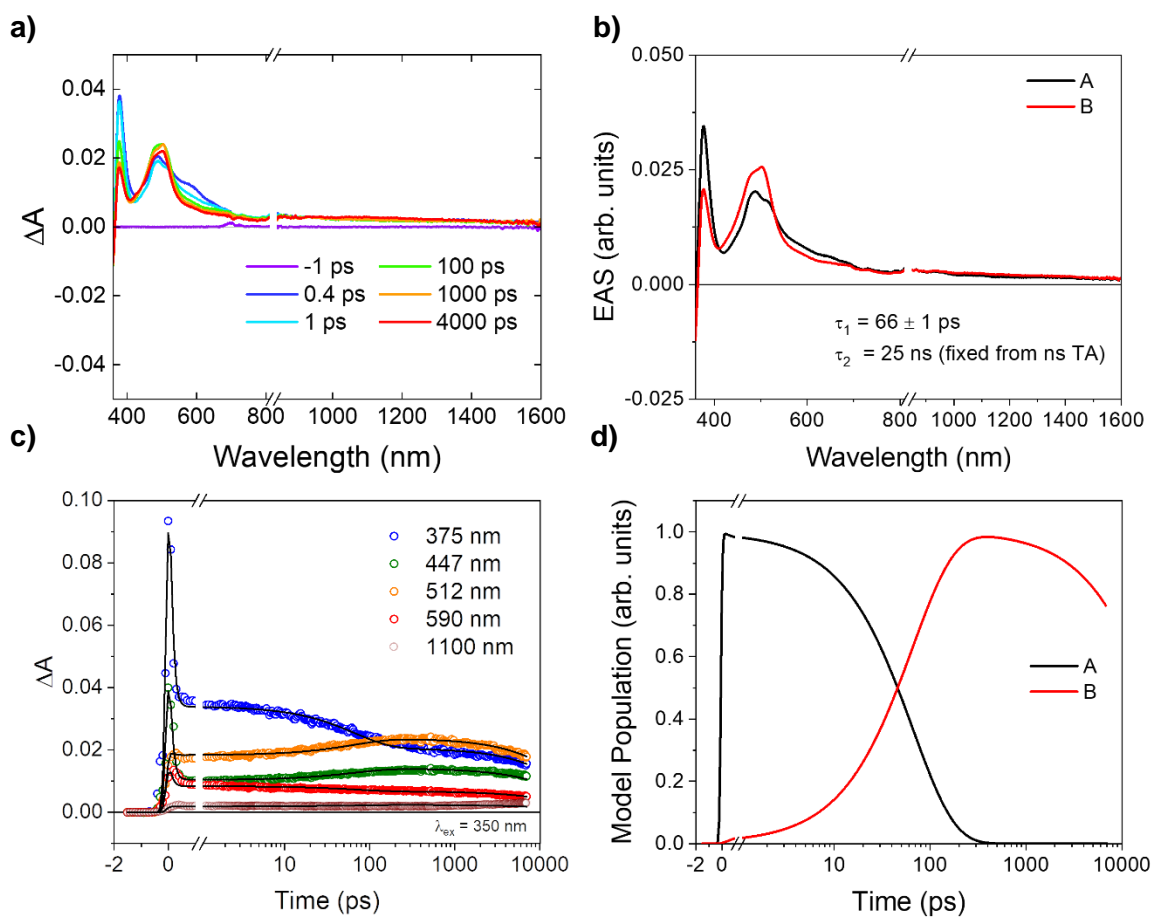 a)
ΔA
0.04
0.02
0.00
-0.02
-0.04
-1 ps
0.4 ps
1 ps
100 ps
1000 ps
4000 ps
400 600 800 1000 1200 1400 1600
Wavelength (nm)
b)
EAS (arb. units)
0.050
0.025
0.000
-0.025
A
B
τ1 = 66 ± 1 ps
τ2 = 25 ns (fixed from ns TA)
400 600 800 1000 1200 1400 1600
Wavelength (nm)
c)
ΔA
0.10
0.08
0.06
0.04
0.02
0.00
375 nm
447 nm
512 nm
590 nm
1100 nm
λex = 350 nm
-2 0 10 100 1000 10000
Time (ps)
d)
Model Population (arb. units)
1.0
0.8
0.6
0.4
0.2
0.0
A
B
-2 0 10 100 1000 10000
Time (ps)